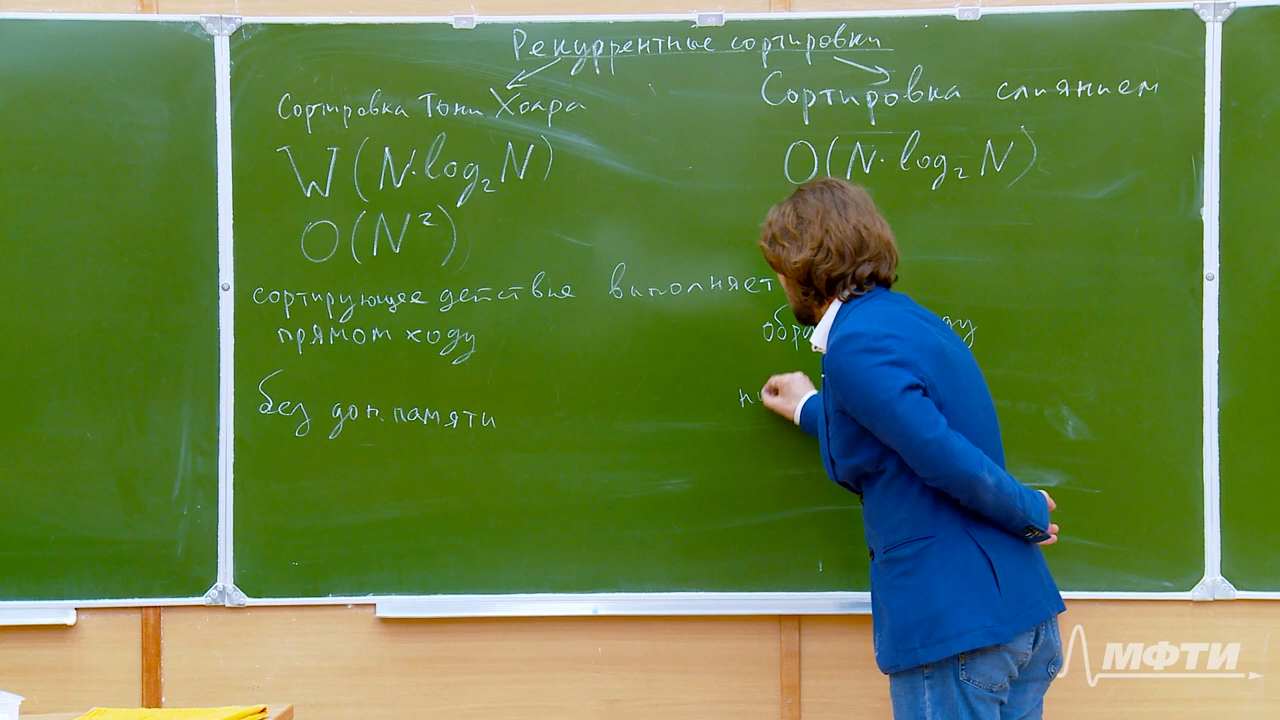 Рекуррентные сортировки
Сортировка Тони Хоара
W(N·log₂N)
O(N²)
сортирующее действие выполняет
прямом ходу
без доп. памяти
Сортировка слиянием
O(N·log₂N)
МФТИ